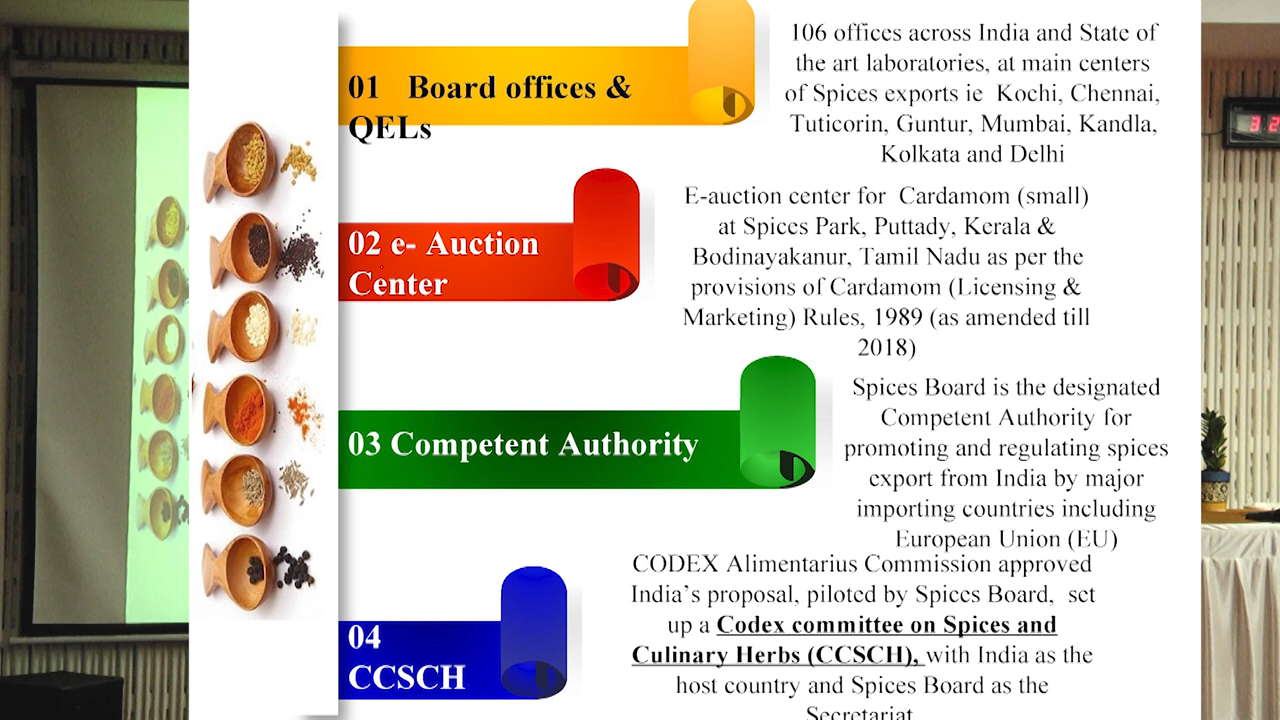 01 Board offices &
QELs
106 offices across India and State of
the art laboratories, at main centers
of Spices exports ie Kochi, Chennai,
Tuticorin, Guntur, Mumbai, Kandla,
Kolkata and Delhi
02 e- Auction
Center
E-auction center for Cardamom (small)
at Spices Park, Puttady, Kerala &
Bodinayakanur, Tamil Nadu as per the
provisions of Cardamom (Licensing &
Marketing) Rules, 1989 (as amended till
2018)
03 Competent Authority
Spices Board is the designated
Competent Authority for
promoting and regulating spices
export from India by major
importing countries including
European Union (EU)
04
CCSCH
CODEX Alimentarius Commission approved
India's proposal, piloted by Spices Board, set
up a Codex committee on Spices and
Culinary Herbs (CCSCH), with India as the
host country and Spices Board as the
Secretariat